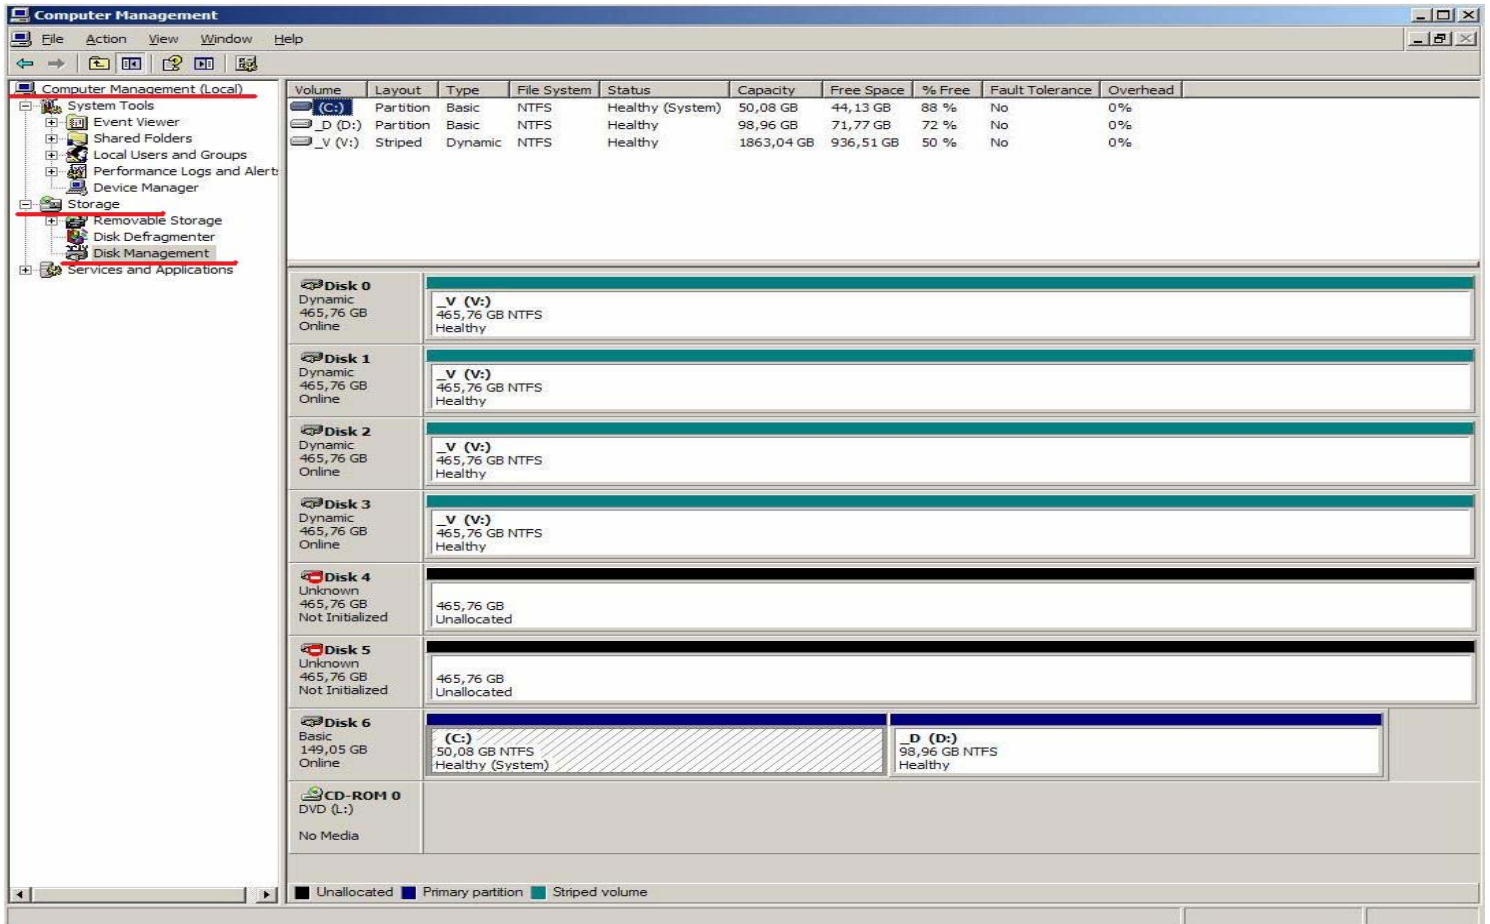 Computer Management
File Action View Window Help
Computer Management (Local)
System Tools
Event Viewer
Shared Folders
Local Users and Groups
Performance Logs and Alerts
Device Manager
Storage
Removable Storage
Disk Defragmenter
Disk Management
Services and Applications
Volume Layout Type File System Status Capacity Free Space % Free Fault Tolerance Overhead
(C:) Partition Basic NTFS Healthy (System) 50,08 GB 44,13 GB 88 % No 0%
_D (D:) Partition Basic NTFS Healthy 98,96 GB 71,77 GB 72 % No 0%
_V (V:) Striped Dynamic NTFS Healthy 1863,04 GB 936,51 GB 50 % No 0%
Disk 0
Dynamic
465,76 GB
Online
_V (V:)
465,76 GB NTFS
Healthy
Disk 1
Dynamic
465,76 GB
Online
_V (V:)
465,76 GB NTFS
Healthy
Disk 2
Dynamic
465,76 GB
Online
_V (V:)
465,76 GB NTFS
Healthy
Disk 3
Dynamic
465,76 GB
Online
_V (V:)
465,76 GB NTFS
Healthy
Disk 4
Unknown
465,76 GB
Not Initialized
465,76 GB
Unallocated
Disk 5
Unknown
465,76 GB
Not Initialized
465,76 GB
Unallocated
Disk 6
Basic
149,05 GB
Online
(C:)
50,08 GB NTFS
Healthy (System)
_D (D:)
98,96 GB NTFS
Healthy
CD-ROM 0
DVD (L:)
No Media
Unallocated Primary partition Striped volume